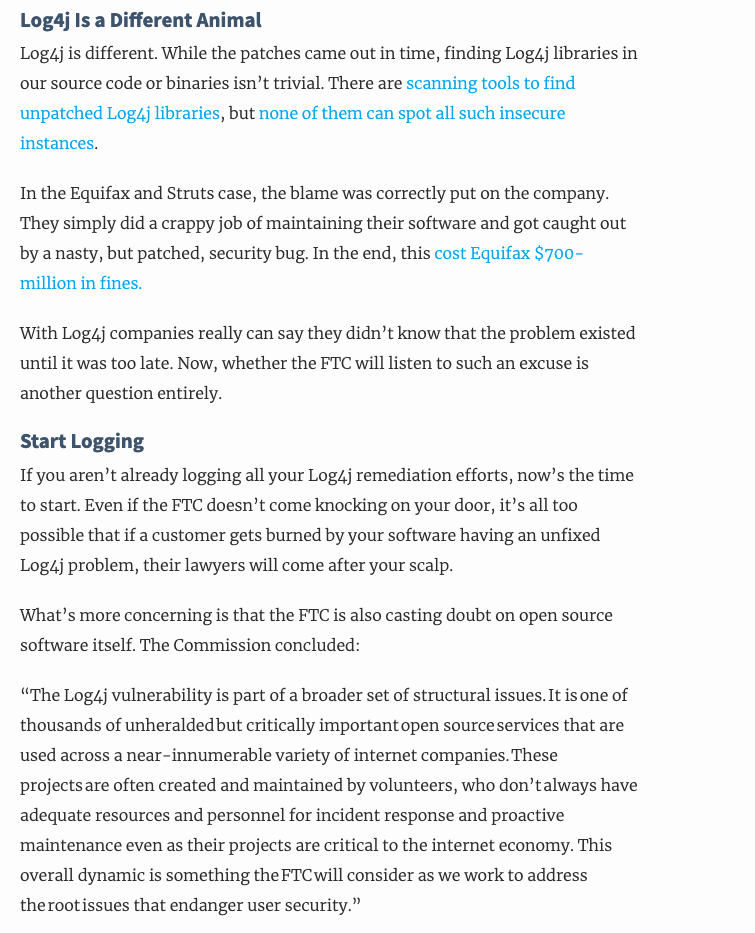 Log4j Is a Different Animal
Log4j is different. While the patches came out in time, finding Log4j libraries in
our source code or binaries isn’t trivial. There are scanning tools to find
unpatched Log4j libraries, but none of them can spot all such insecure
instances.
In the Equifax and Struts case, the blame was correctly put on the company.
They simply did a crappy job of maintaining their software and got caught out
by a nasty, but patched, security bug. In the end, this cost Equifax $700-
million in fines.
With Log4j companies really can say they didn’t know that the problem existed
until it was too late. Now, whether the FTC will listen to such an excuse is
another question entirely.
Start Logging
If you aren’t already logging all your Log4j remediation efforts, now’s the time
to start. Even if the FTC doesn’t come knocking on your door, it’s all too
possible that if a customer gets burned by your software having an unfixed
Log4j problem, their lawyers will come after your scalp.
What’s more concerning is that the FTC is also casting doubt on open source
software itself. The Commission concluded:
“The Log4j vulnerability is part of a broader set of structural issues. It is one of
thousands of unheralded but critically important open source services that are
used across a near-innumerable variety of internet companies. These
projects are often created and maintained by volunteers, who don’t always have
adequate resources and personnel for incident response and proactive
maintenance even as their projects are critical to the internet economy. This
overall dynamic is something the FTC will consider as we work to address
the root issues that endanger user security.”